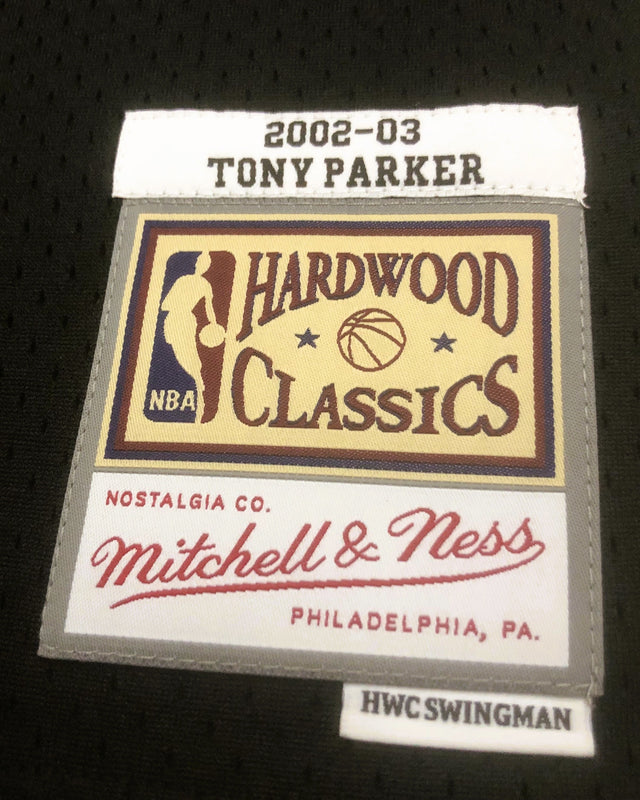 2002-03
TONY PARKER
HARDWOOD
CLASSICS
NBA
NOSTALGIA CO.
Mitchell & Ness
PHILADELPHIA, PA.
HWC SWINGMAN